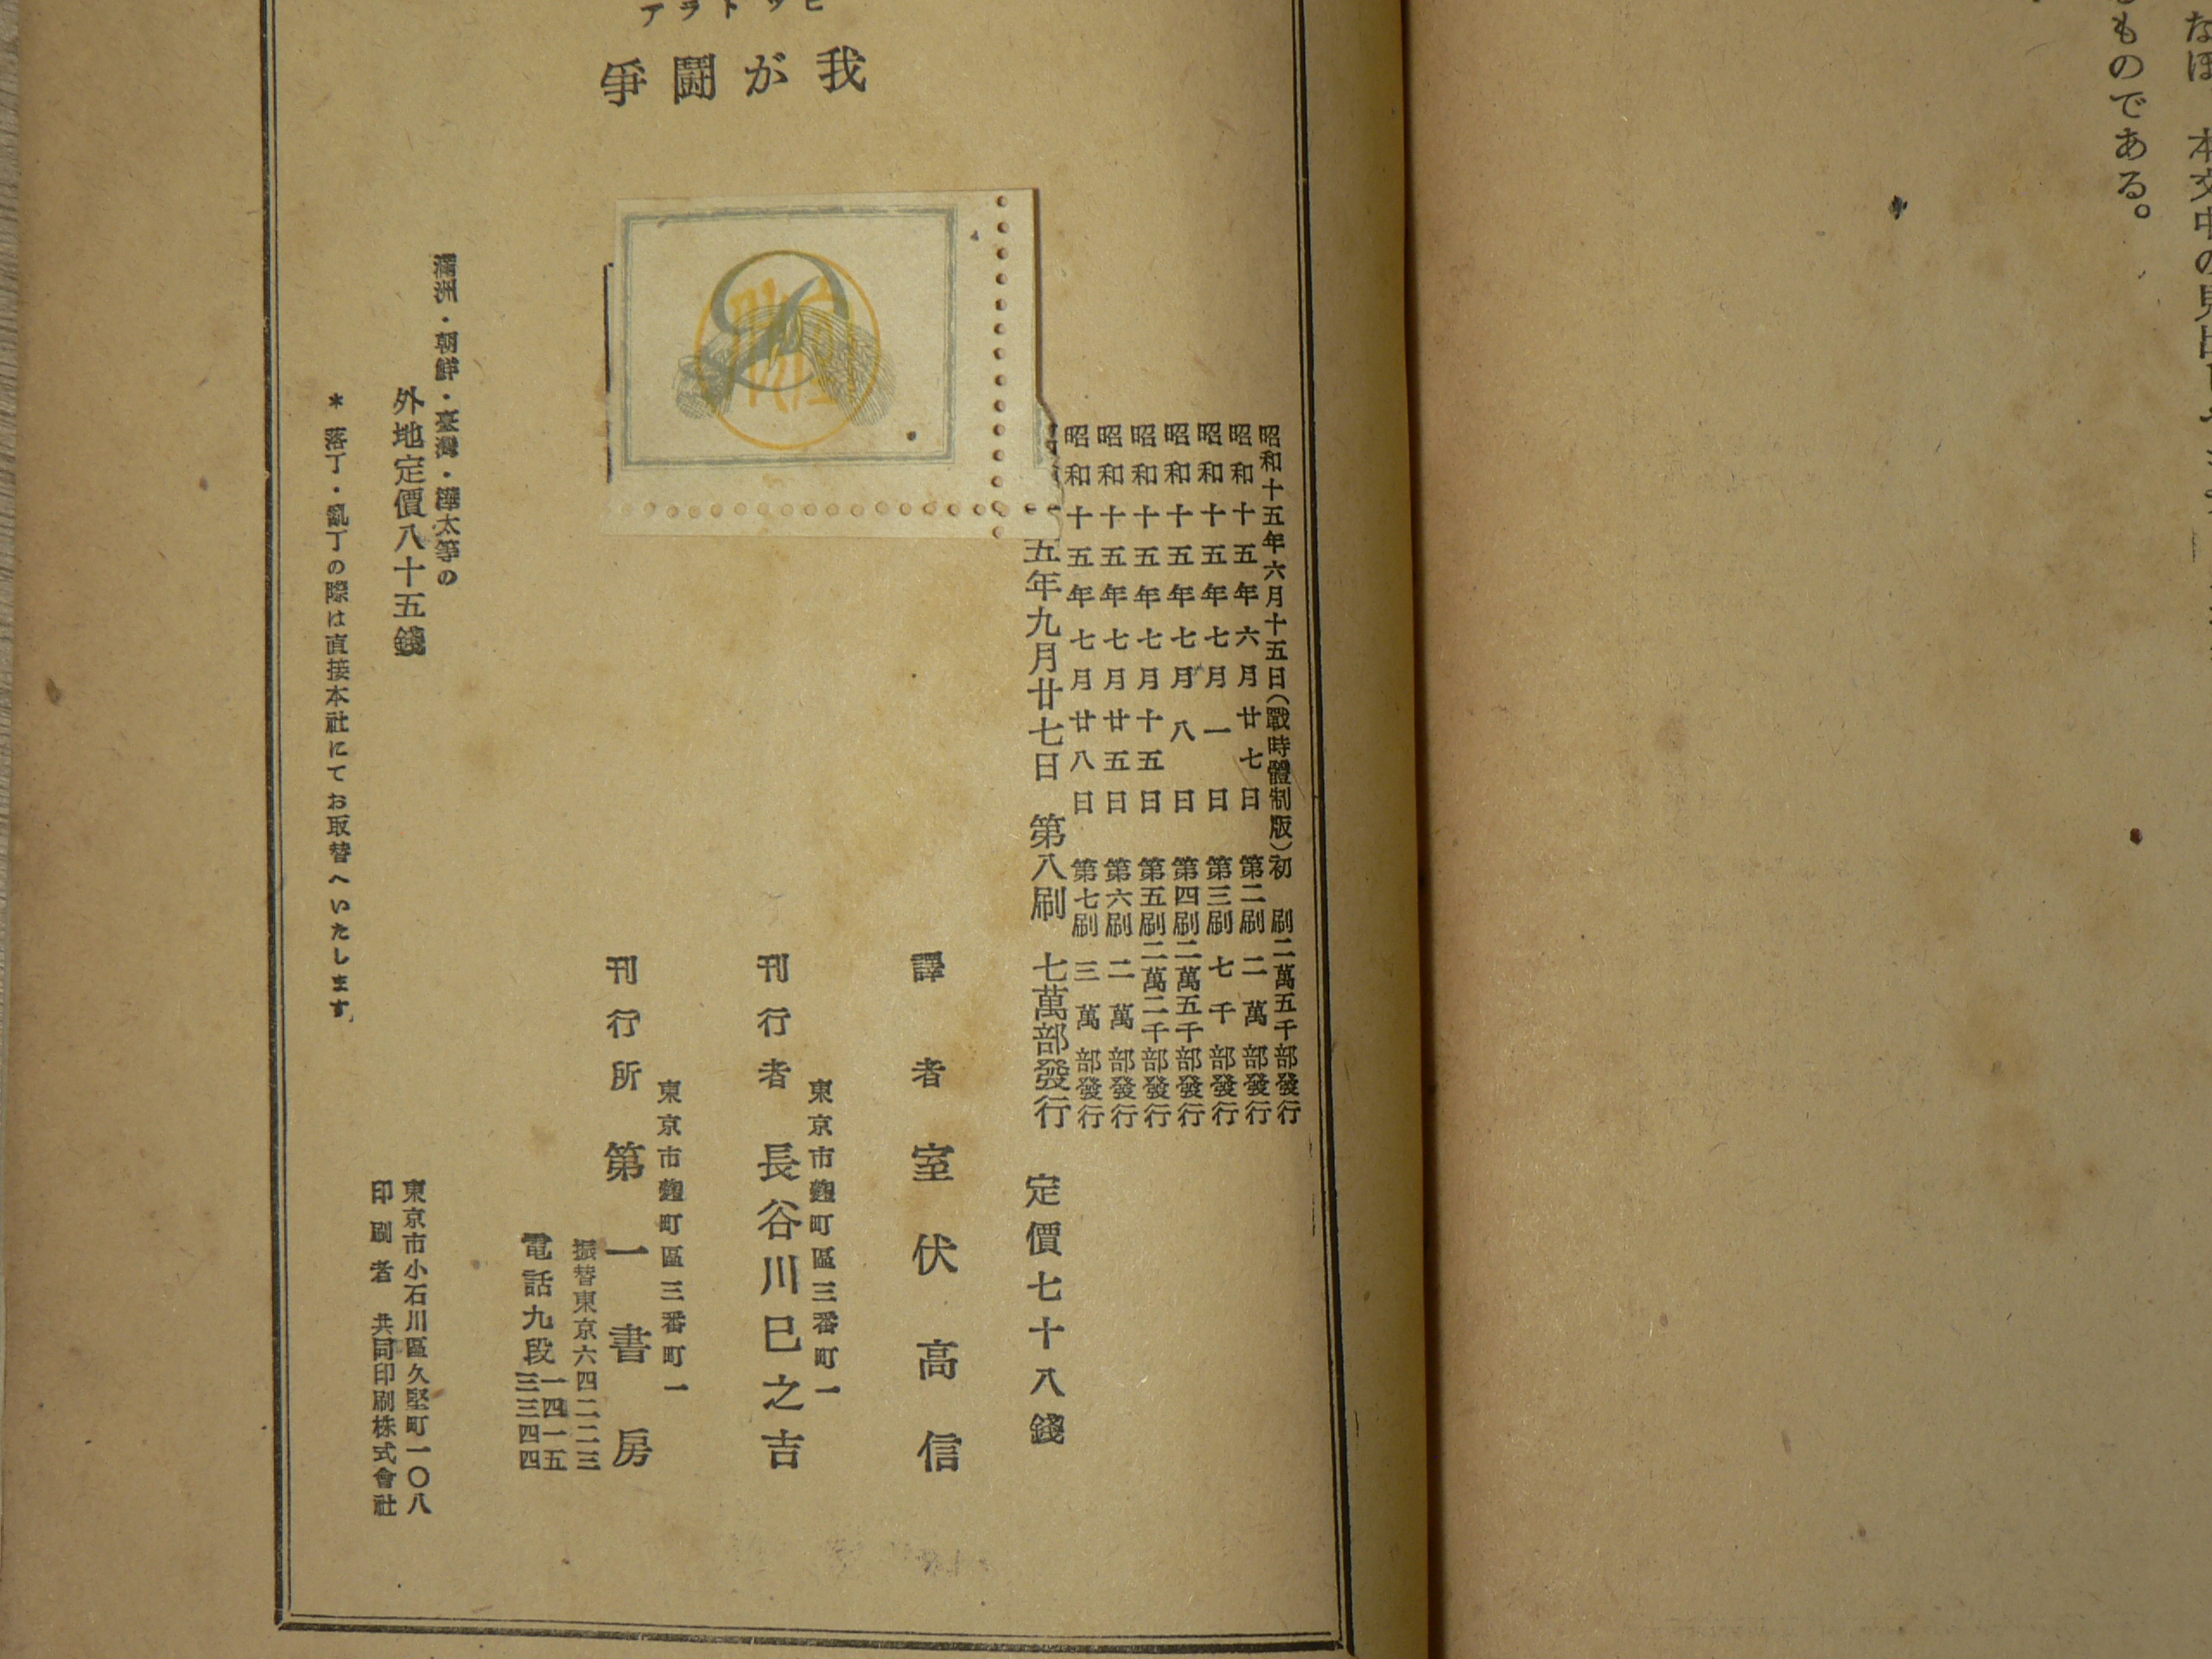 なほ、本文中の見出し
ものである。
我が闘爭
昭和十五年六月十五日(戰時體制版)初刷二萬五千部發行
昭和十五年六月廿七日 第二刷 二萬部發行
昭和十五年七月一日 第三刷 七千部發行
昭和十五年七月八日 第四刷二萬五千部發行
昭和十五年七月十五日 第五刷二萬二千部發行
昭和十五年七月廿五日 第六刷 二萬部發行
昭和十五年七月廿八日 第七刷 三萬部發行
五年九月廿七日 第八刷 七萬部發行 定價七十八錢
譯者 室伏高信
東京市麴町區三番町一
刊行者 長谷川巳之吉
東京市麴町區三番町一
刊行所 第一書房
振替東京六四二二三
電話九段一四一五
三三四四
滿洲・朝鮮・臺灣・樺太等の
外地定價八十五錢
東京市小石川區久堅町一〇八
印刷者 共同印刷株式會社
*落丁・亂丁の際は直接本社にてお取替へいたします。